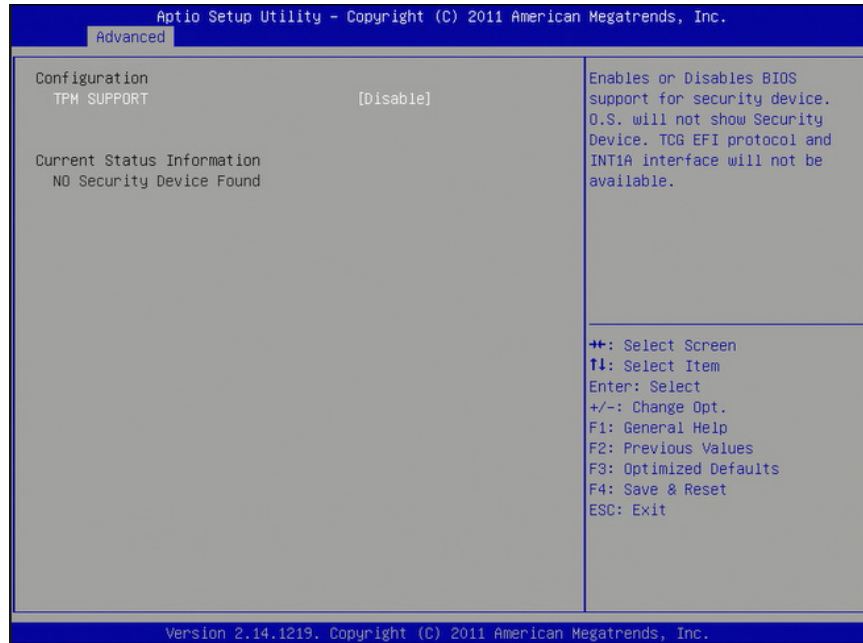 Aptio Setup Utility – Copyright (C) 2011 American Megatrends, Inc.
Advanced
Configuration
TPM SUPPORT [Disable]
Current Status Information
NO Security Device Found
Enables or Disables BIOS
support for security device.
O.S. will not show Security
Device. TCG EFI protocol and
INT1A interface will not be
available.
→←: Select Screen
↑↓: Select Item
Enter: Select
+/-: Change Opt.
F1: General Help
F2: Previous Values
F3: Optimized Defaults
F4: Save & Reset
ESC: Exit
Version 2.14.1219. Copyright (C) 2011 American Megatrends, Inc.